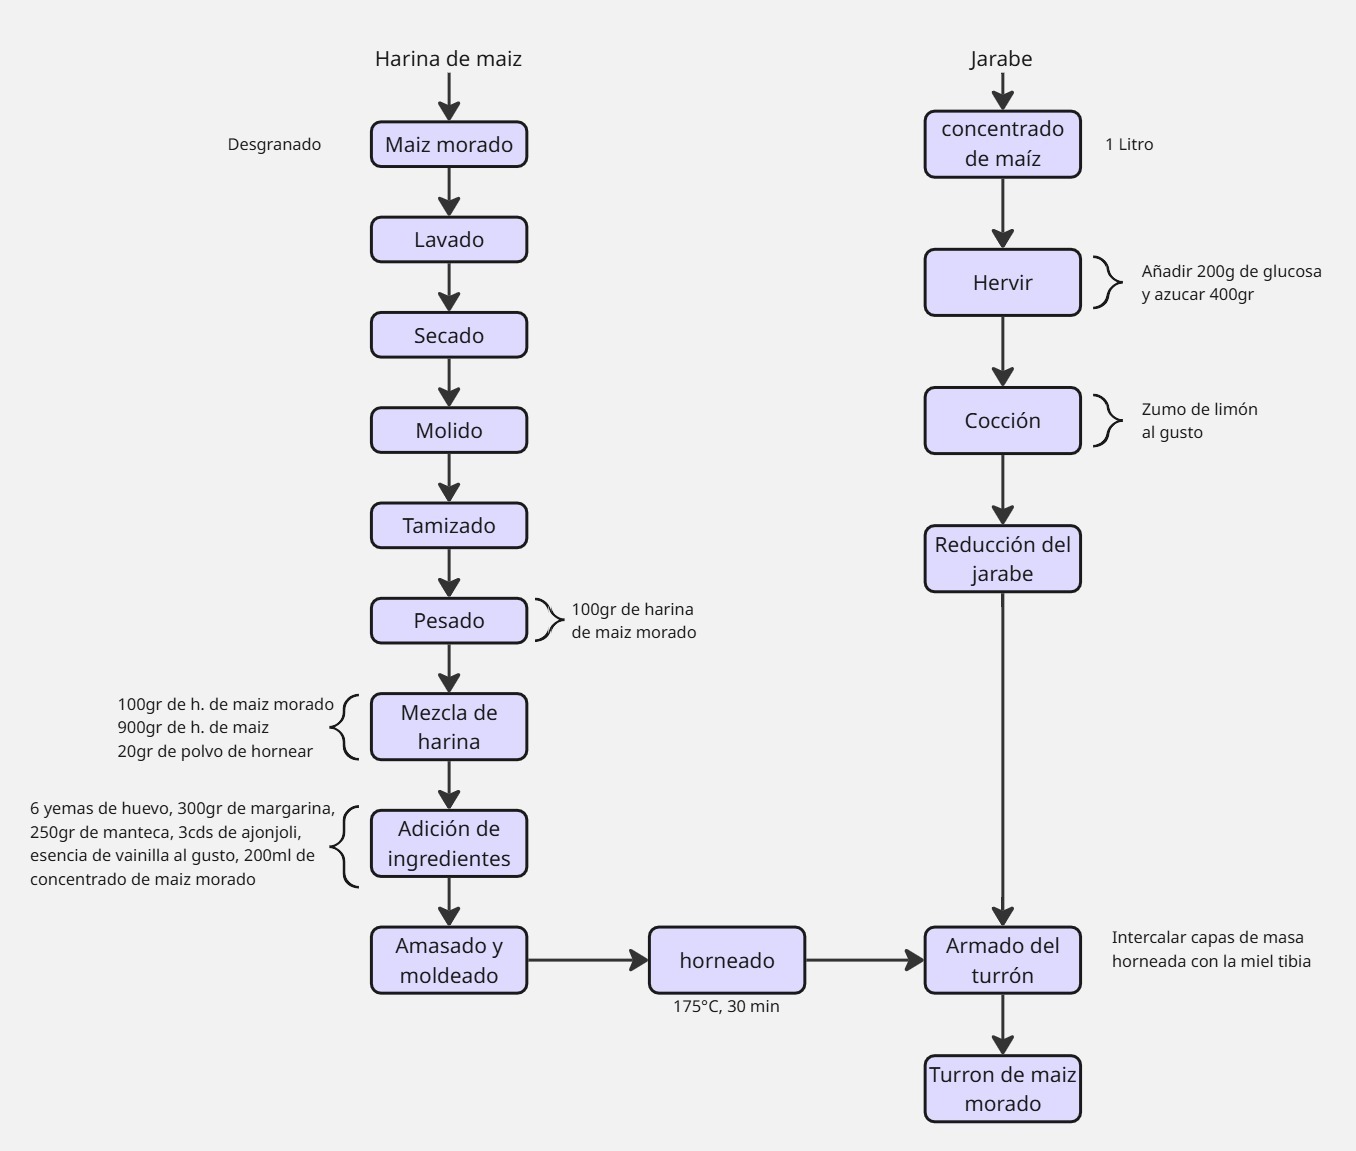 Harina de maiz
Desgranado
Maiz morado
Lavado
Secado
Molido
Tamizado
Pesado
100gr de harina
de maiz morado
100gr de h. de maiz morado
900gr de h. de maiz
20gr de polvo de hornear
Mezcla de
harina
6 yemas de huevo, 300gr de margarina,
250gr de manteca, 3cds de ajonjoli,
esencia de vainilla al gusto, 200ml de
concentrado de maiz morado
Adición de
ingredientes
Amasado y
moldeado
horneado
175°C, 30 min
Jarabe
concentrado
de maíz
1 Litro
Hervir
Añadir 200g de glucosa
y azucar 400gr
Cocción
Zumo de limón
al gusto
Reducción del
jarabe
Armado del
turrón
Intercalar capas de masa
horneada con la miel tibia
Turron de maiz
morado